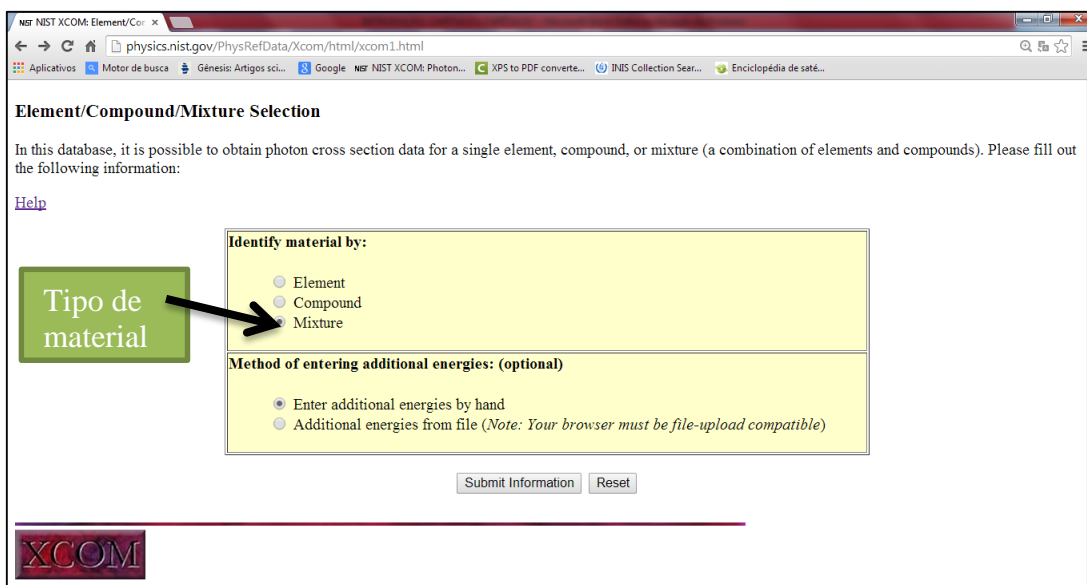 NIST NIST XCOM: Element/Cor ×
physics.nist.gov/PhysRefData/Xcom/html/xcom1.html
Aplicativos Motor de busca Gênesis: Artigos sci... Google NIST NIST XCOM: Photon... XPS to PDF converte... INIS Collection Sear... Enciclopédia de saté...
Element/Compound/Mixture Selection
In this database, it is possible to obtain photon cross section data for a single element, compound, or mixture (a combination of elements and compounds). Please fill out
the following information:
Help
Identify material by:
Element
Compound
Mixture
Tipo de
material
Method of entering additional energies: (optional)
Enter additional energies by hand
Additional energies from file (Note: Your browser must be file-upload compatible)
Submit Information Reset
XCOM